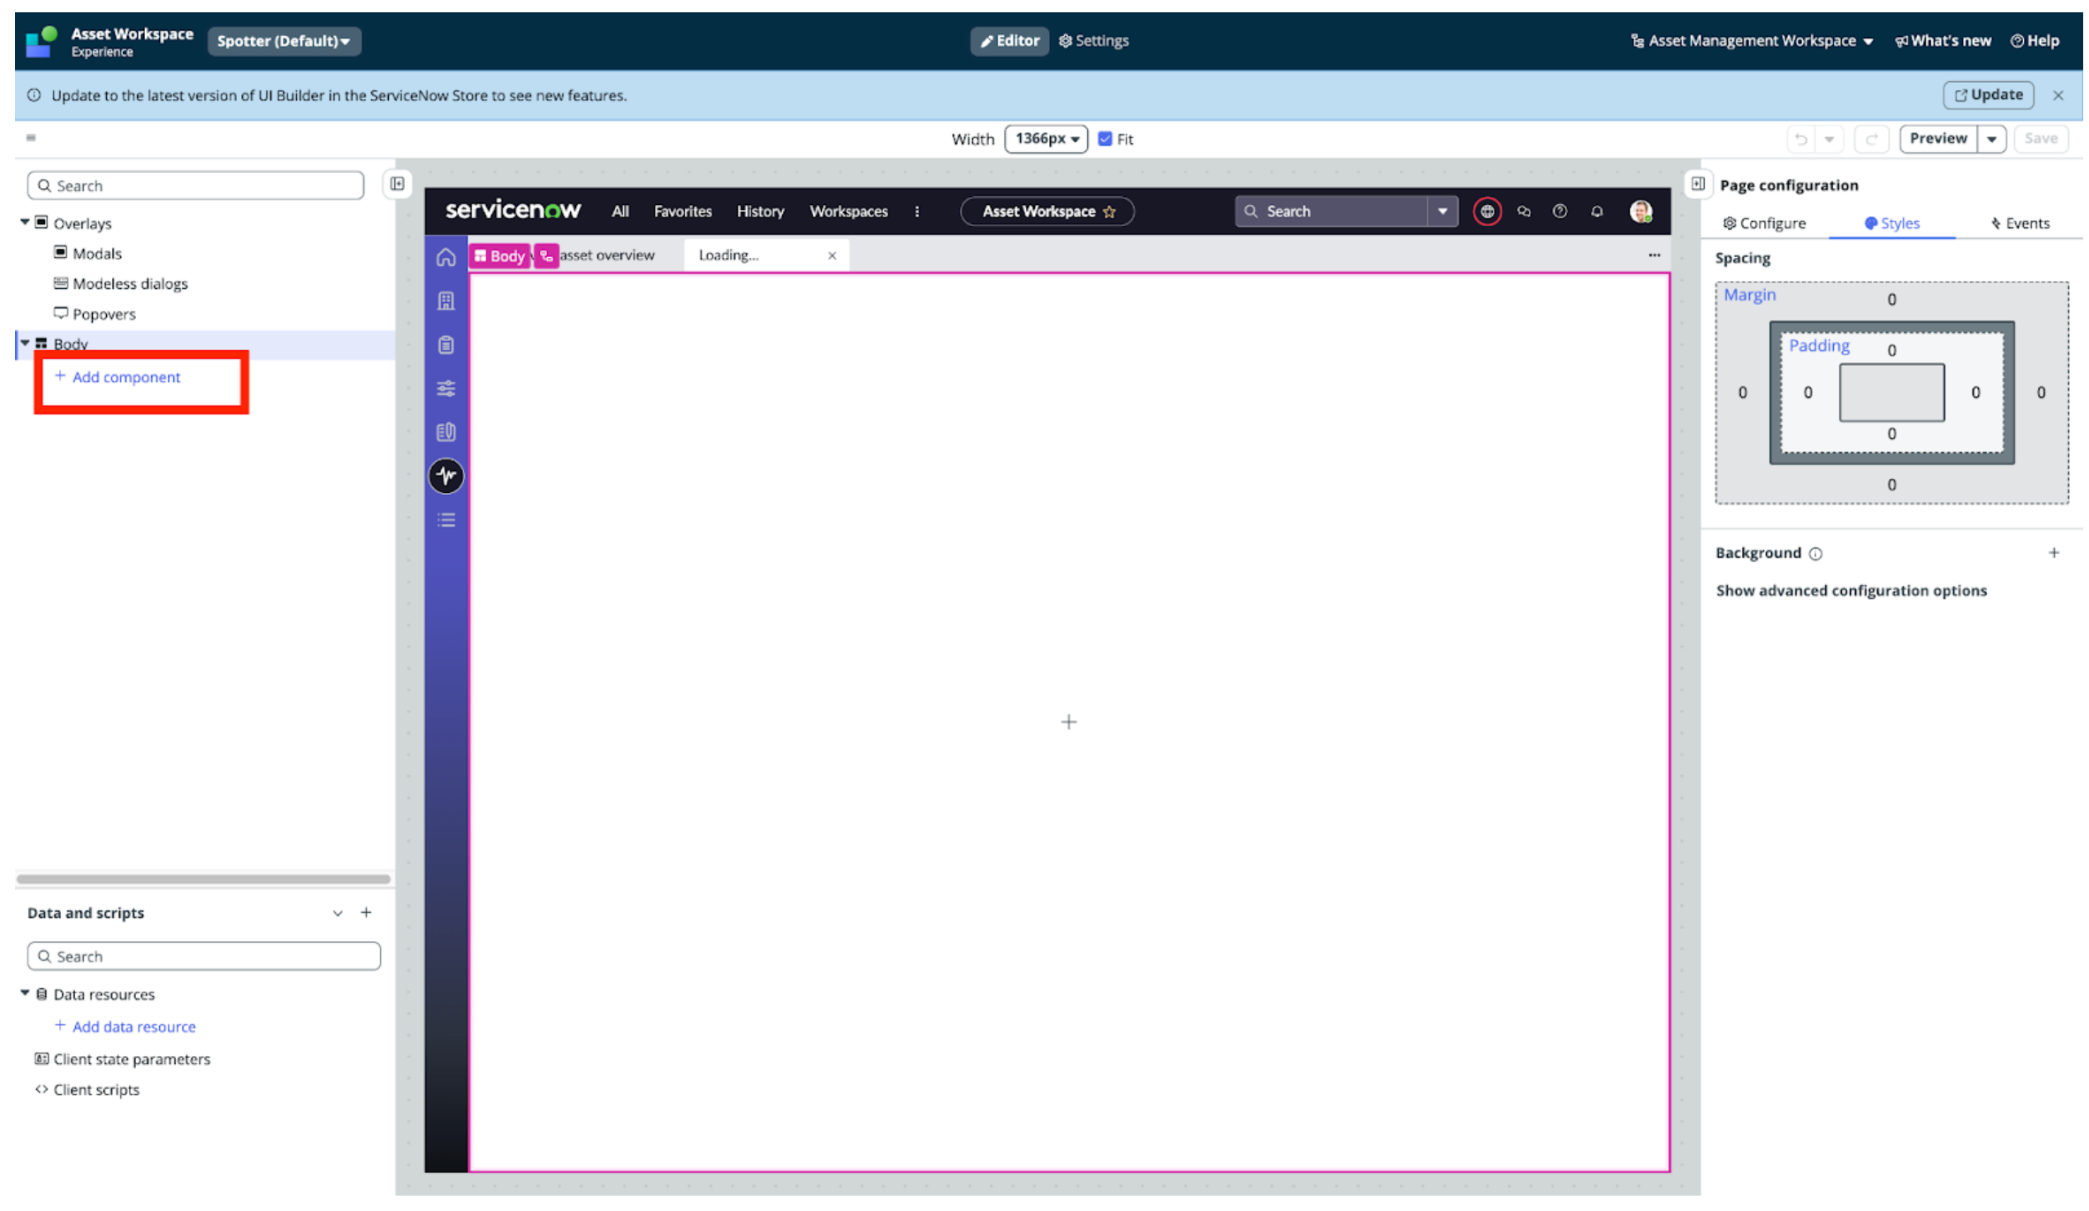 Asset Workspace
Experience
Spotter (Default)
Editor
Settings
Asset Management Workspace
What's new
Help
Update to the latest version of UI Builder in the ServiceNow Store to see new features.
Update
Width
1366px
Fit
Preview
Save
Search
Overlays
Modals
Modeless dialogs
Popovers
Body
+ Add component
Data and scripts
Search
Data resources
+ Add data resource
Client state parameters
Client scripts
servicenow
All
Favorites
History
Workspaces
Asset Workspace
Search
Body
asset overview
Loading...
Page configuration
Configure
Styles
Events
Spacing
Margin
0
Padding
0
0
0
0
0
0
0
Background
Show advanced configuration options